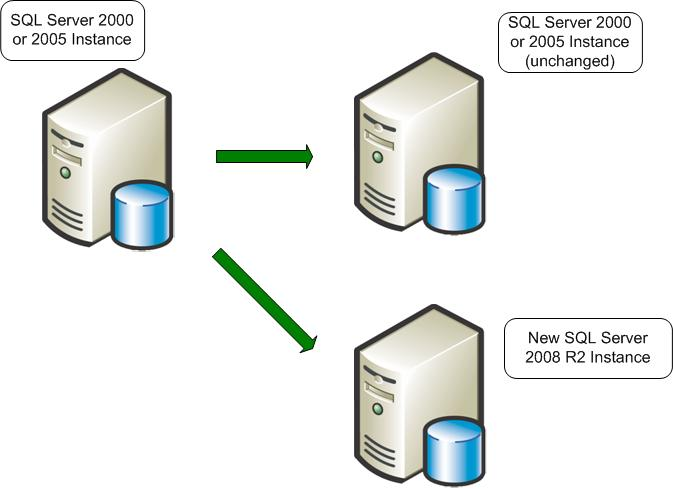 SQL Server 2000
or 2005 Instance
SQL Server 2000
or 2005 Instance
(unchanged)
New SQL Server
2008 R2 Instance